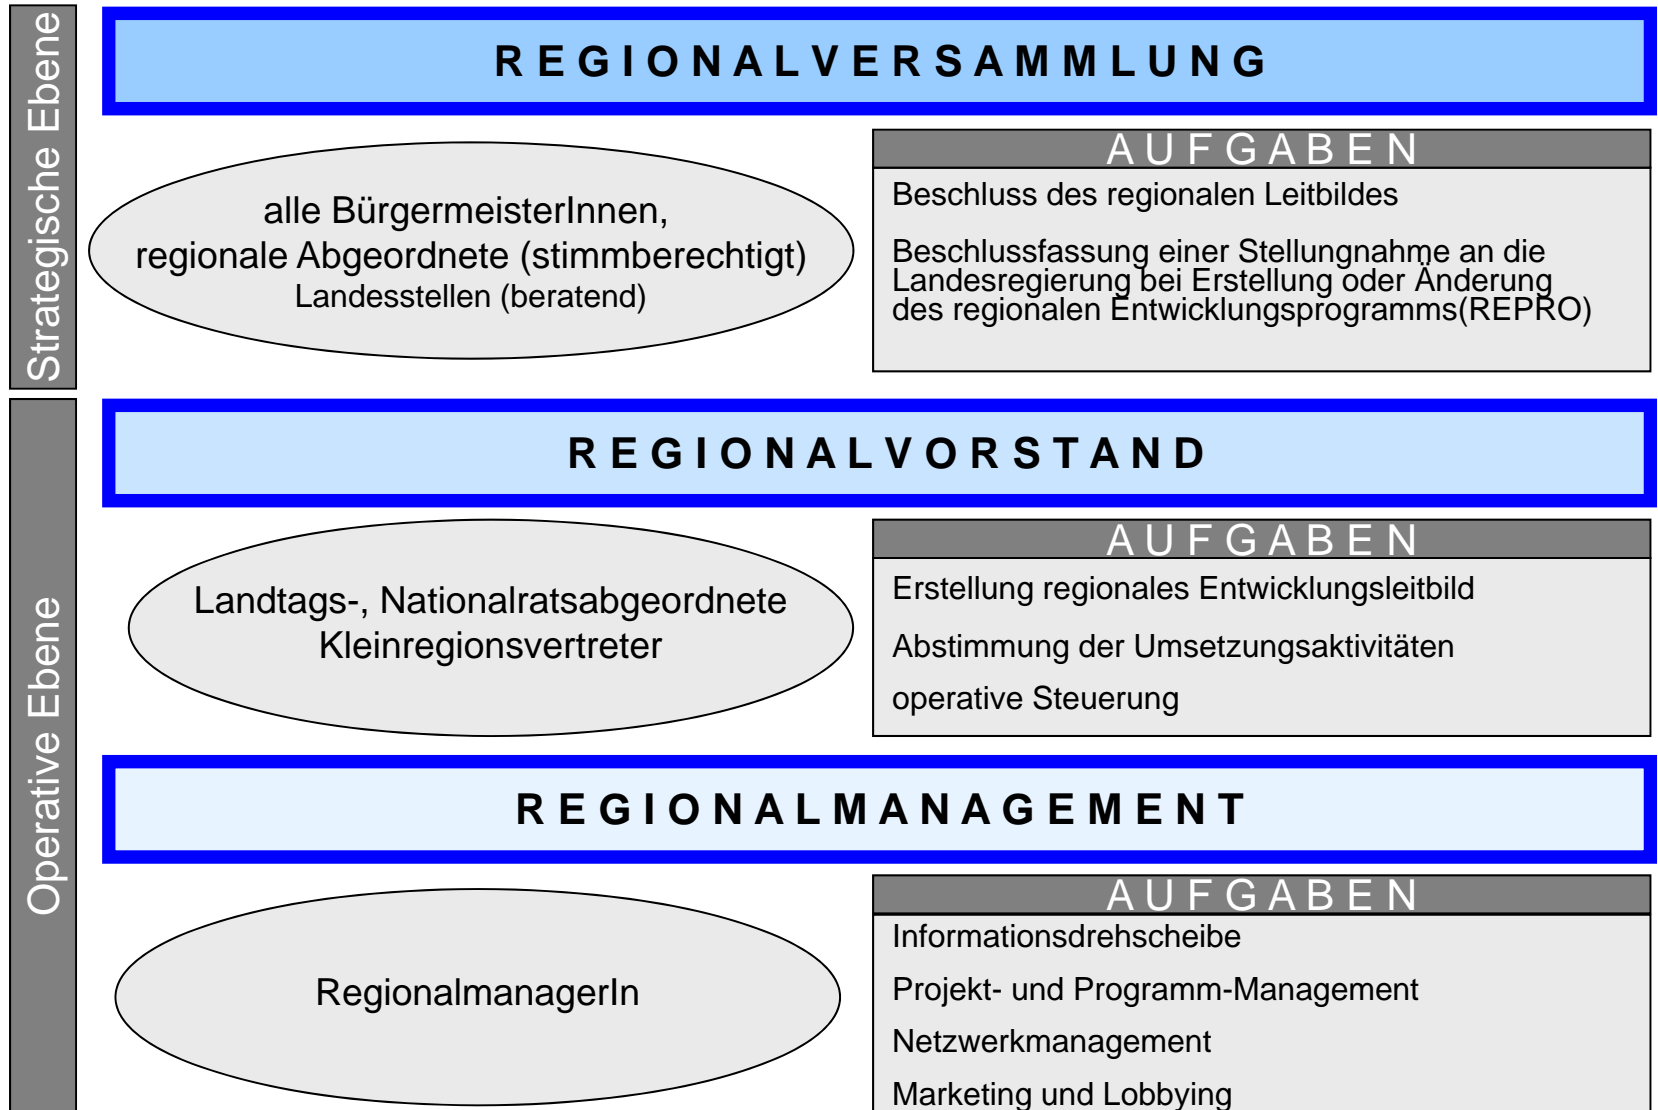 Strategische Ebene
REGIONALVERSAMMLUNG
alle BürgermeisterInnen,
regionale Abgeordnete (stimmberechtigt)
Landesstellen (beratend)
AUFGABEN
Beschluss des regionalen Leitbildes
Beschlussfassung einer Stellungnahme an die
Landesregierung bei Erstellung oder Änderung
des regionalen Entwicklungsprogramms(REPRO)
Operative Ebene
REGIONALVORSTAND
Landtags-, Nationalratsabgeordnete
Kleinregionsvertreter
AUFGABEN
Erstellung regionales Entwicklungsleitbild
Abstimmung der Umsetzungsaktivitäten
operative Steuerung
REGIONALMANAGEMENT
RegionalmanagerIn
AUFGABEN
Informationsdrehscheibe
Projekt- und Programm-Management
Netzwerkmanagement
Marketing und Lobbying